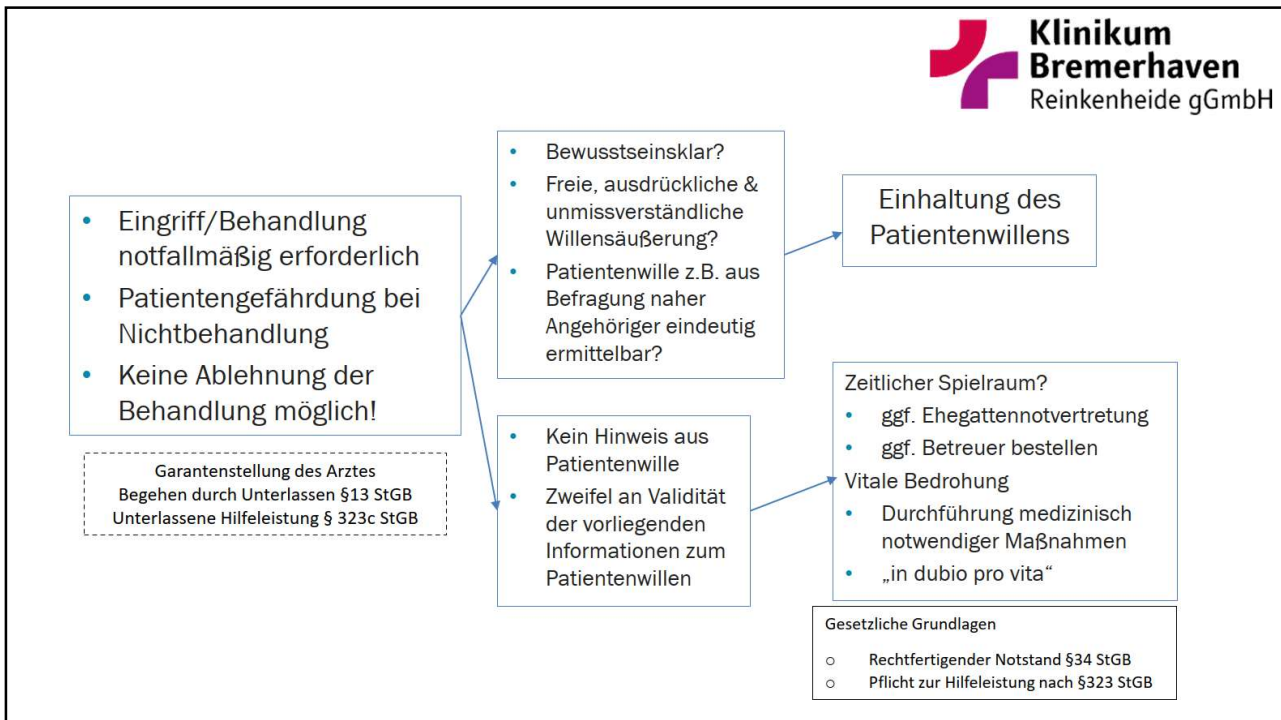 Klinikum
Bremerhaven
Reinkenheide gGmbH
• Eingriff/Behandlung
notfallmäßig erforderlich
• Patientengefährdung bei
Nichtbehandlung
• Keine Ablehnung der
Behandlung möglich!
Garantenstellung des Arztes
Begehen durch Unterlassen §13 StGB
Unterlassene Hilfeleistung § 323c StGB
• Bewusstseinsklar?
• Freie, ausdrückliche &
unmissverständliche
Willensäußerung?
• Patientenwille z.B. aus
Befragung naher
Angehöriger eindeutig
ermittelbar?
Einhaltung des
Patientenwillens
• Kein Hinweis aus
Patientenwille
• Zweifel an Validität
der vorliegenden
Informationen zum
Patientenwillen
Zeitlicher Spielraum?
• ggf. Ehegattennotvertretung
• ggf. Betreuer bestellen
Vitale Bedrohung
• Durchführung medizinisch
notwendiger Maßnahmen
• „in dubio pro vita“
Gesetzliche Grundlagen
o Rechtfertigender Notstand §34 StGB
o Pflicht zur Hilfeleistung nach §323 StGB